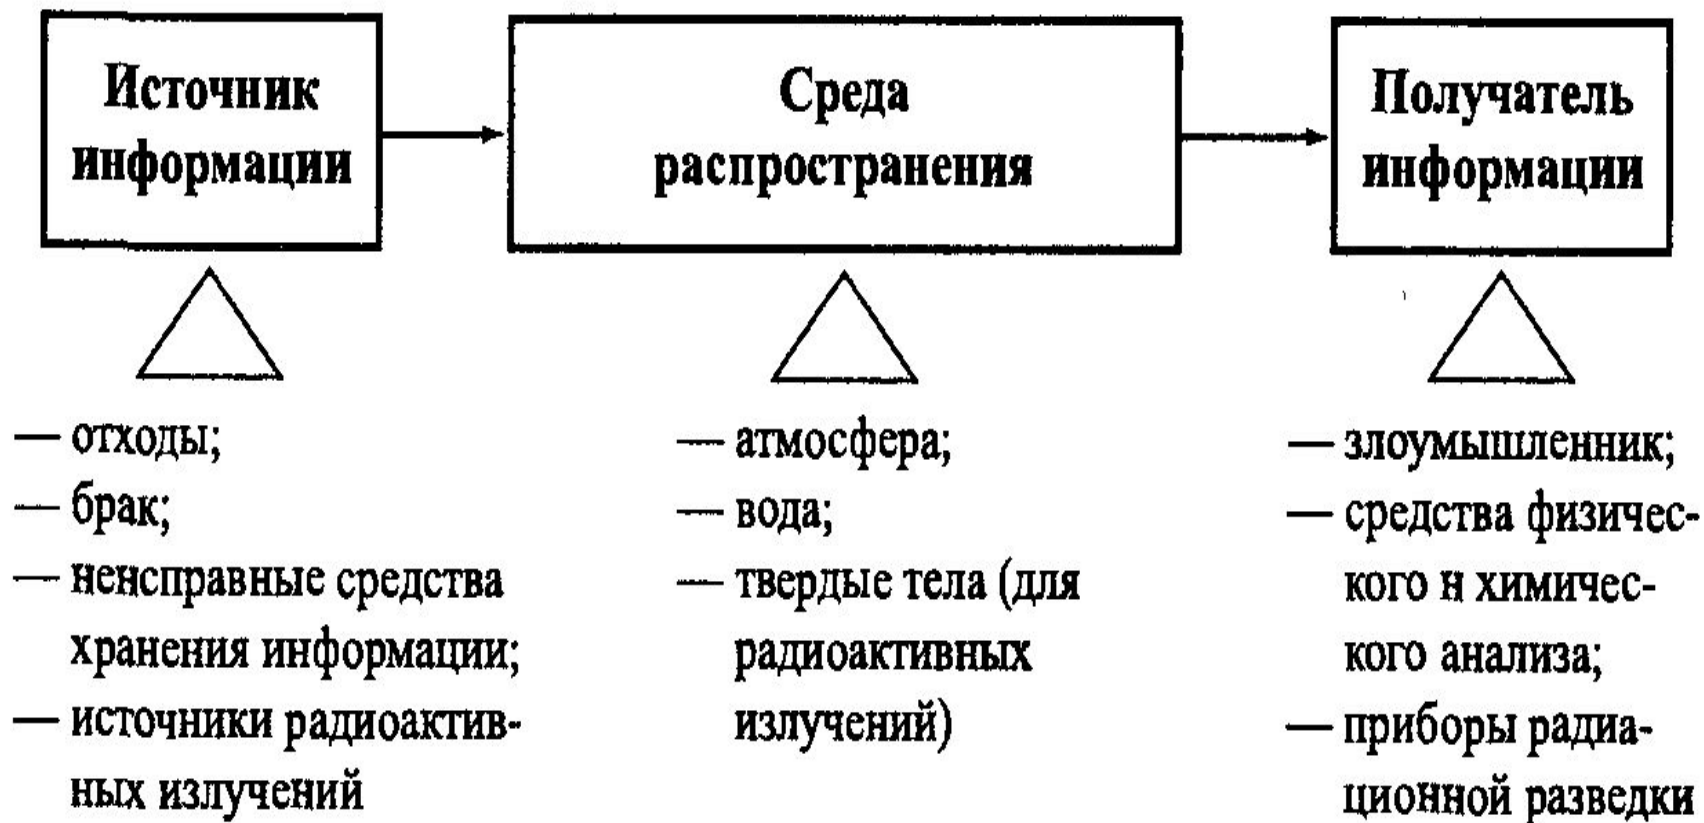 Источник
информации
Среда
распространения
Получатель
информации
— отходы;
— брак;
— неисправные средства
хранения информации;
— источники радиоактив-
ных излучений
— атмосфера;
— вода;
— твердые тела (для
радиоактивных
излучений)
— злоумышленник;
— средства физичес-
кого н химичес-
кого анализа;
— приборы радиа-
ционной разведки